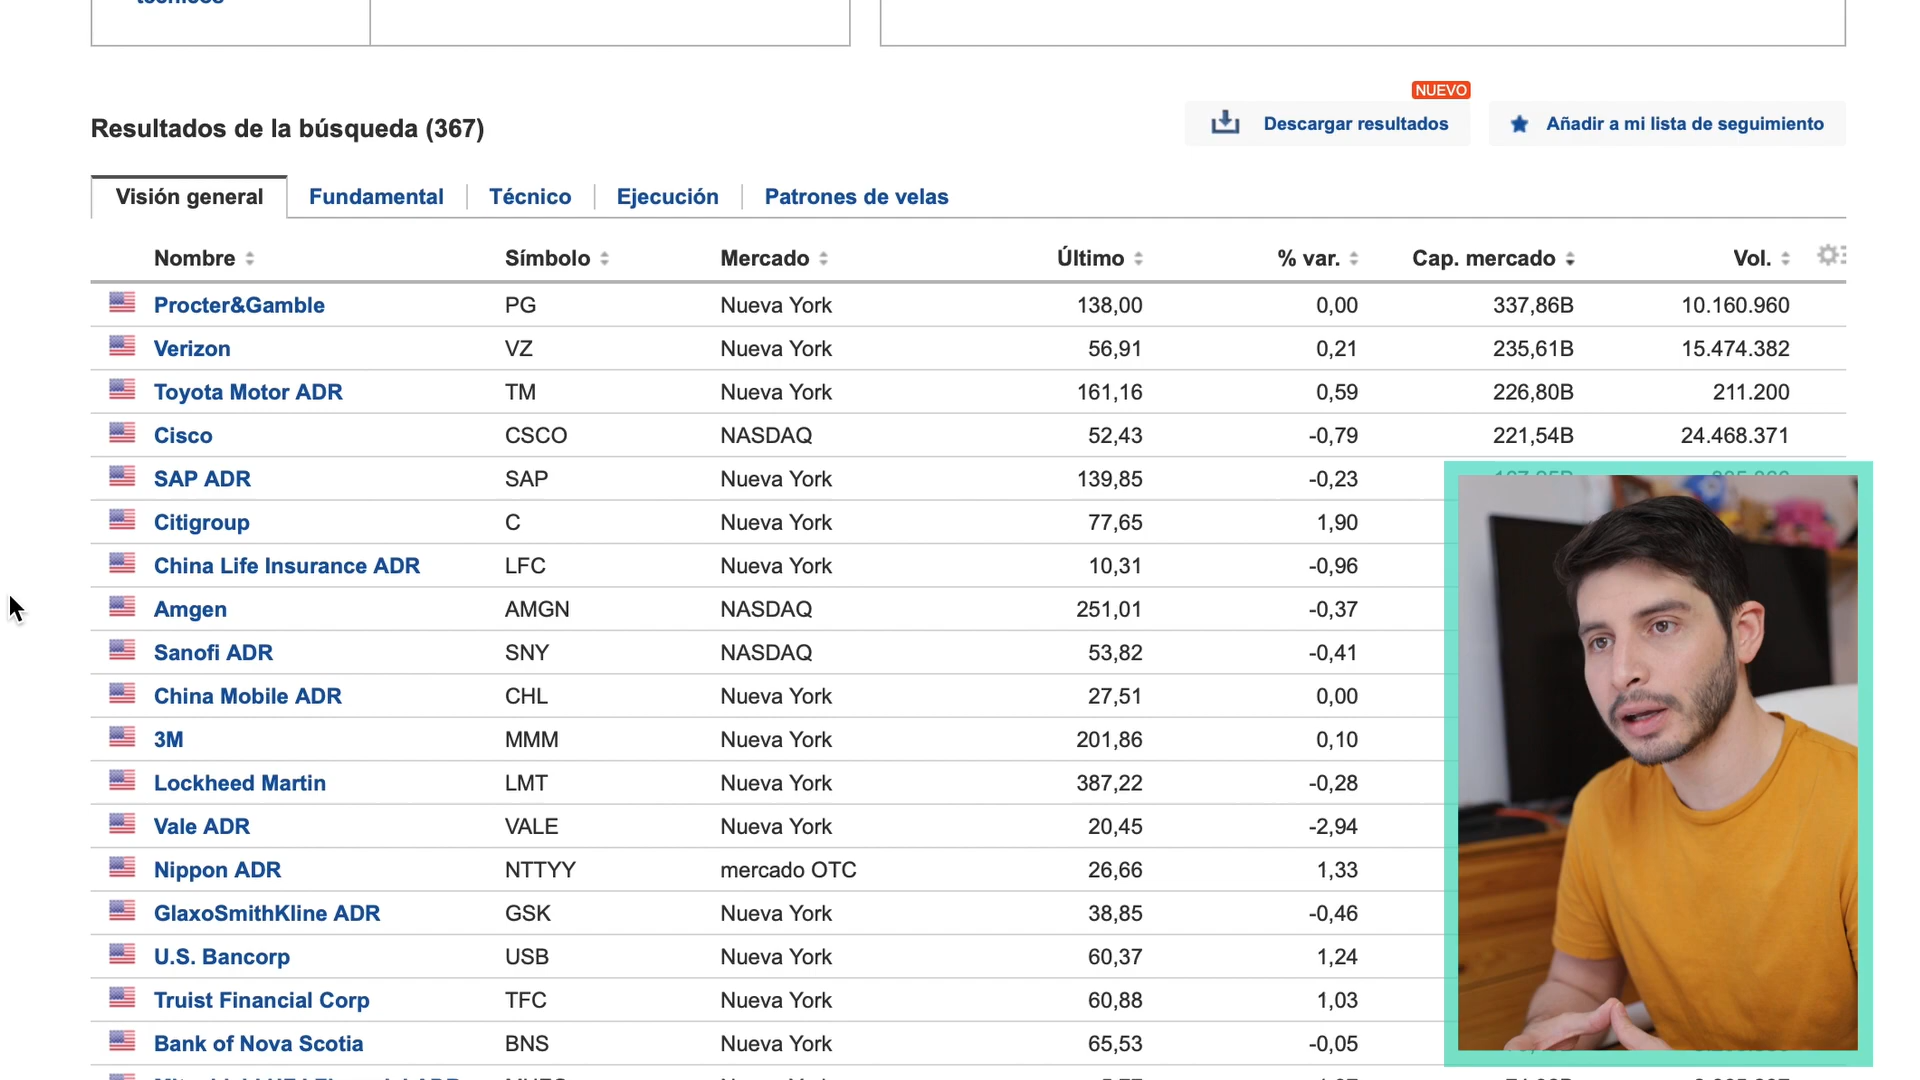 NUEVO
Resultados de la búsqueda (367) Descargar resultados Añadir a mi lista de seguimiento
Visión general Fundamental Técnico Ejecución Patrones de velas
Nombre Símbolo Mercado Último % var. Cap. mercado Vol.
Procter&Gamble PG Nueva York 138,00 0,00 337,86B 10.160.960
Verizon VZ Nueva York 56,91 0,21 235,61B 15.474.382
Toyota Motor ADR TM Nueva York 161,16 0,59 226,80B 211.200
Cisco CSCO NASDAQ 52,43 -0,79 221,54B 24.468.371
SAP ADR SAP Nueva York 139,85 -0,23
Citigroup C Nueva York 77,65 1,90
China Life Insurance ADR LFC Nueva York 10,31 -0,96
Amgen AMGN NASDAQ 251,01 -0,37
Sanofi ADR SNY NASDAQ 53,82 -0,41
China Mobile ADR CHL Nueva York 27,51 0,00
3M MMM Nueva York 201,86 0,10
Lockheed Martin LMT Nueva York 387,22 -0,28
Vale ADR VALE Nueva York 20,45 -2,94
Nippon ADR NTTYY mercado OTC 26,66 1,33
GlaxoSmithKline ADR GSK Nueva York 38,85 -0,46
U.S. Bancorp USB Nueva York 60,37 1,24
Truist Financial Corp TFC Nueva York 60,88 1,03
Bank of Nova Scotia BNS Nueva York 65,53 -0,05